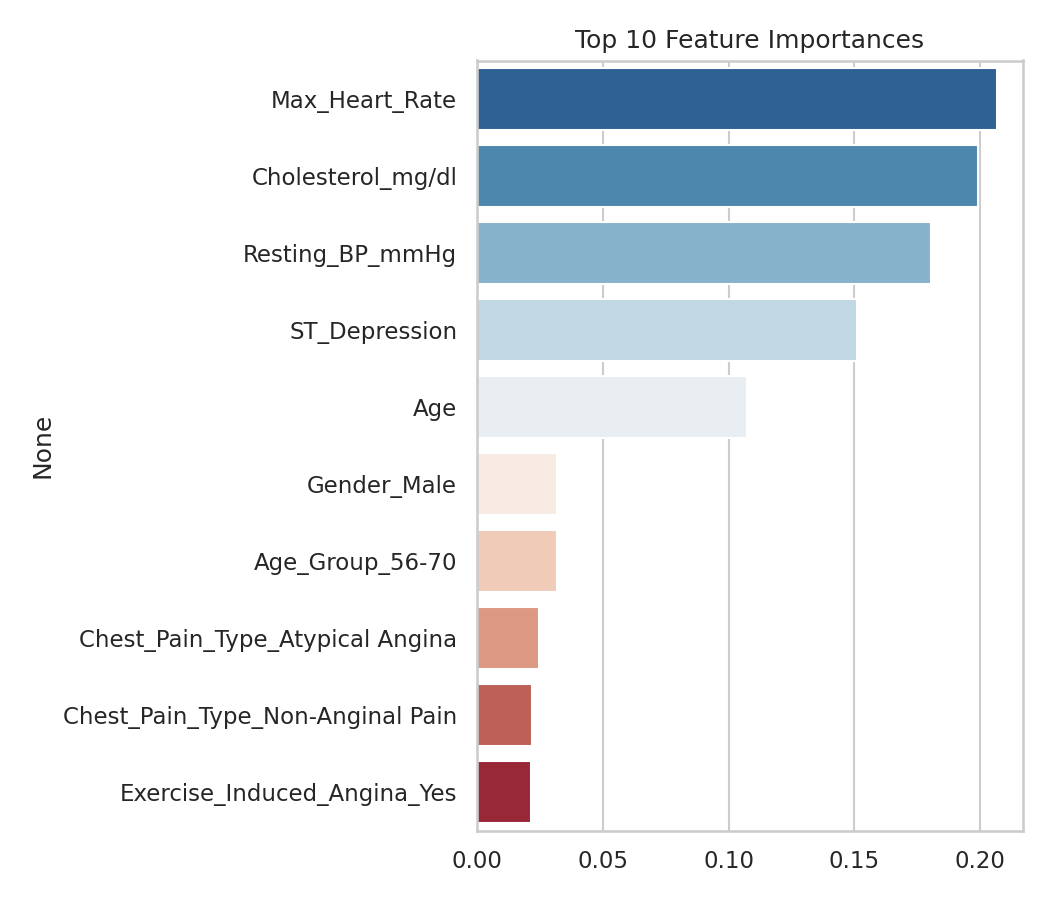 Top 10 Feature Importances
Max_Heart_Rate
Cholesterol_mg/dl
Resting_BP_mmHg
ST_Depression
Age
None
Gender_Male
Age_Group_56-70
Chest_Pain_Type_Atypical Angina
Chest_Pain_Type_Non-Anginal Pain
Exercise_Induced_Angina_Yes
0.00 0.05 0.10 0.15 0.20